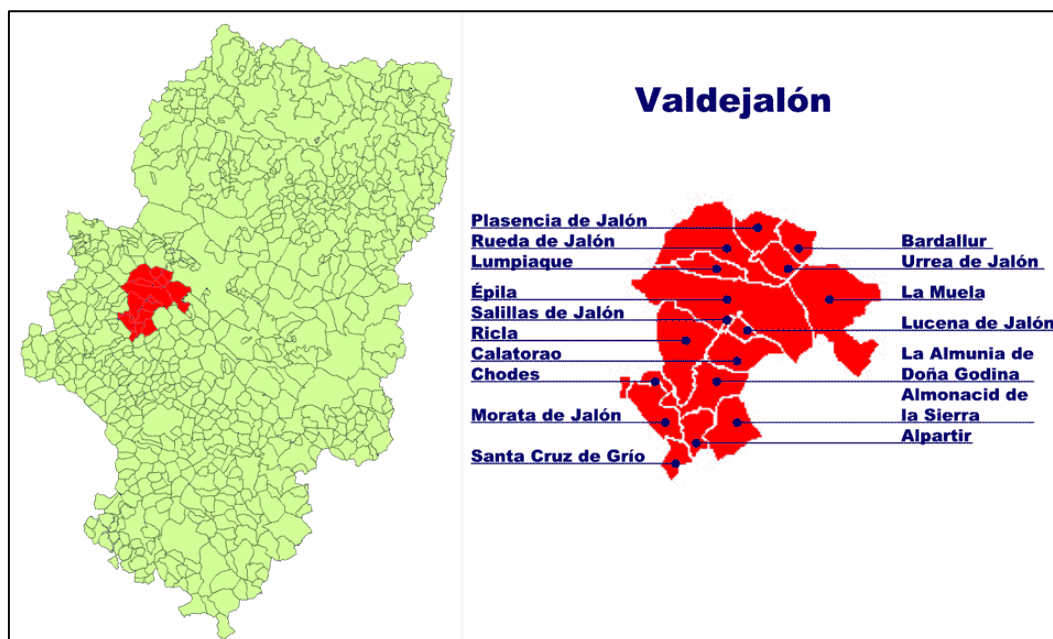 Valdejalón
Plasencia de Jalón
Rueda de Jalón
Lumpiaque
Épila
Salillas de Jalón
Ricla
Calatorao
Chodes
Morata de Jalón
Santa Cruz de Grío
Bardallur
Urrea de Jalón
La Muela
Lucena de Jalón
La Almunia de
Doña Godina
Almonacid de
la Sierra
Alpartir